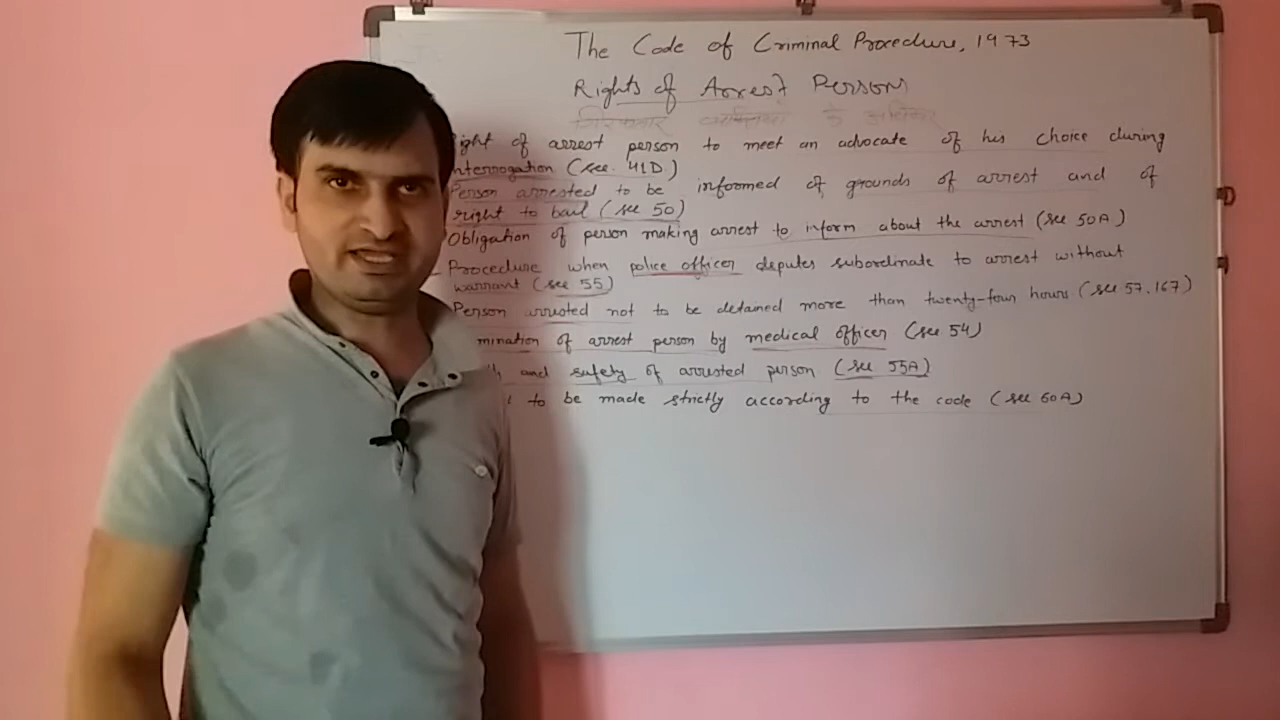 The Code of Criminal Procedure, 1973
Rights of Arrest Person
गिरफ्तार व्यक्तियों के अधिकार
ight of arrest person to meet an advocate of his choice during
nterrogation (sec. 41D)
Person arrested to be informed of grounds of arrest and of
right to bail (sec 50)
Obligation of person making arrest to inform about the arrest (sec 50A)
Procedure when police officer deputes subordinate to arrest without
warrant (sec 55)
Person arrested not to be detained more than twenty-four hours. (sec 57.167)
mination of arrest person by medical officer (sec 54)
th and safety of arrested person (sec 55A)
t to be made strictly according to the code (sec 60A)